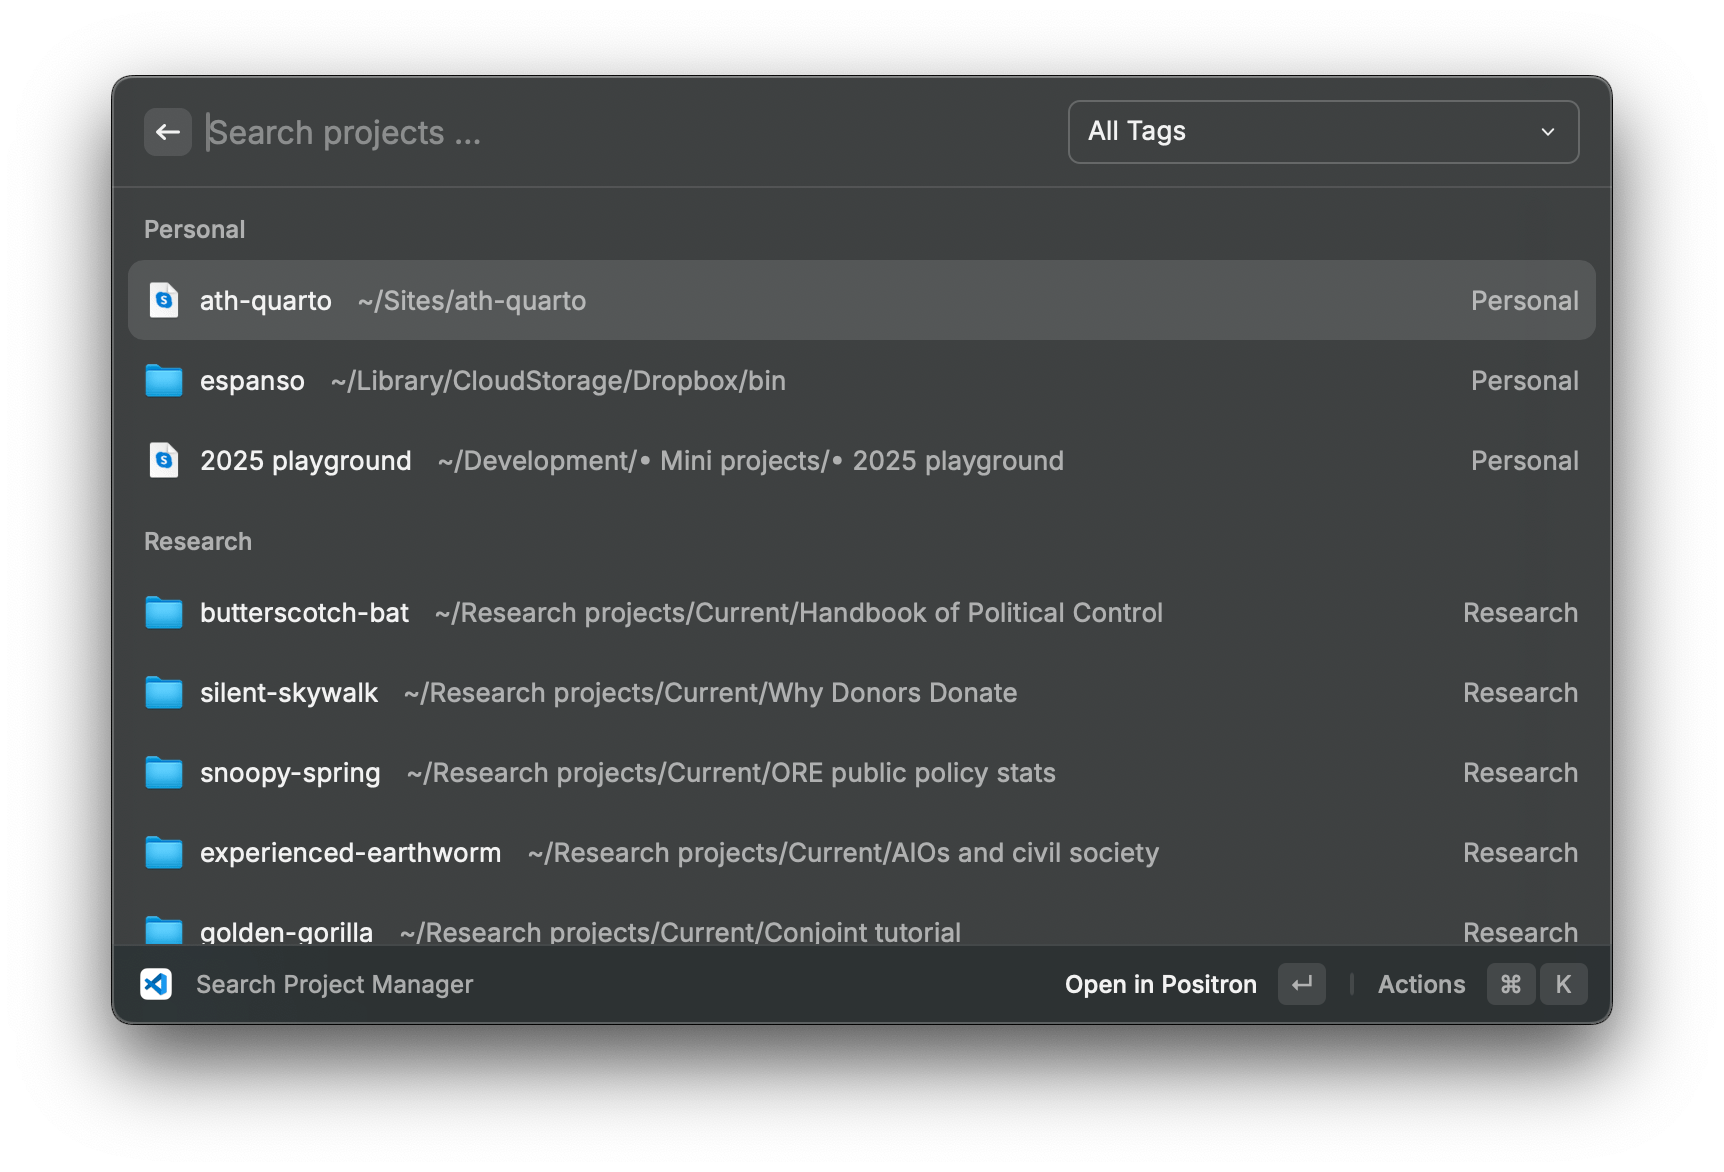 Search projects ...
All Tags
Personal
ath-quarto ~/Sites/ath-quarto Personal
espanso ~/Library/CloudStorage/Dropbox/bin Personal
2025 playground ~/Development/• Mini projects/• 2025 playground Personal
Research
butterscotch-bat ~/Research projects/Current/Handbook of Political Control Research
silent-skywalk ~/Research projects/Current/Why Donors Donate Research
snoopy-spring ~/Research projects/Current/ORE public policy stats Research
experienced-earthworm ~/Research projects/Current/AIOs and civil society Research
golden-gorilla ~/Research projects/Current/Conjoint tutorial Research
Search Project Manager Open in Positron ↵ Actions ⌘ K